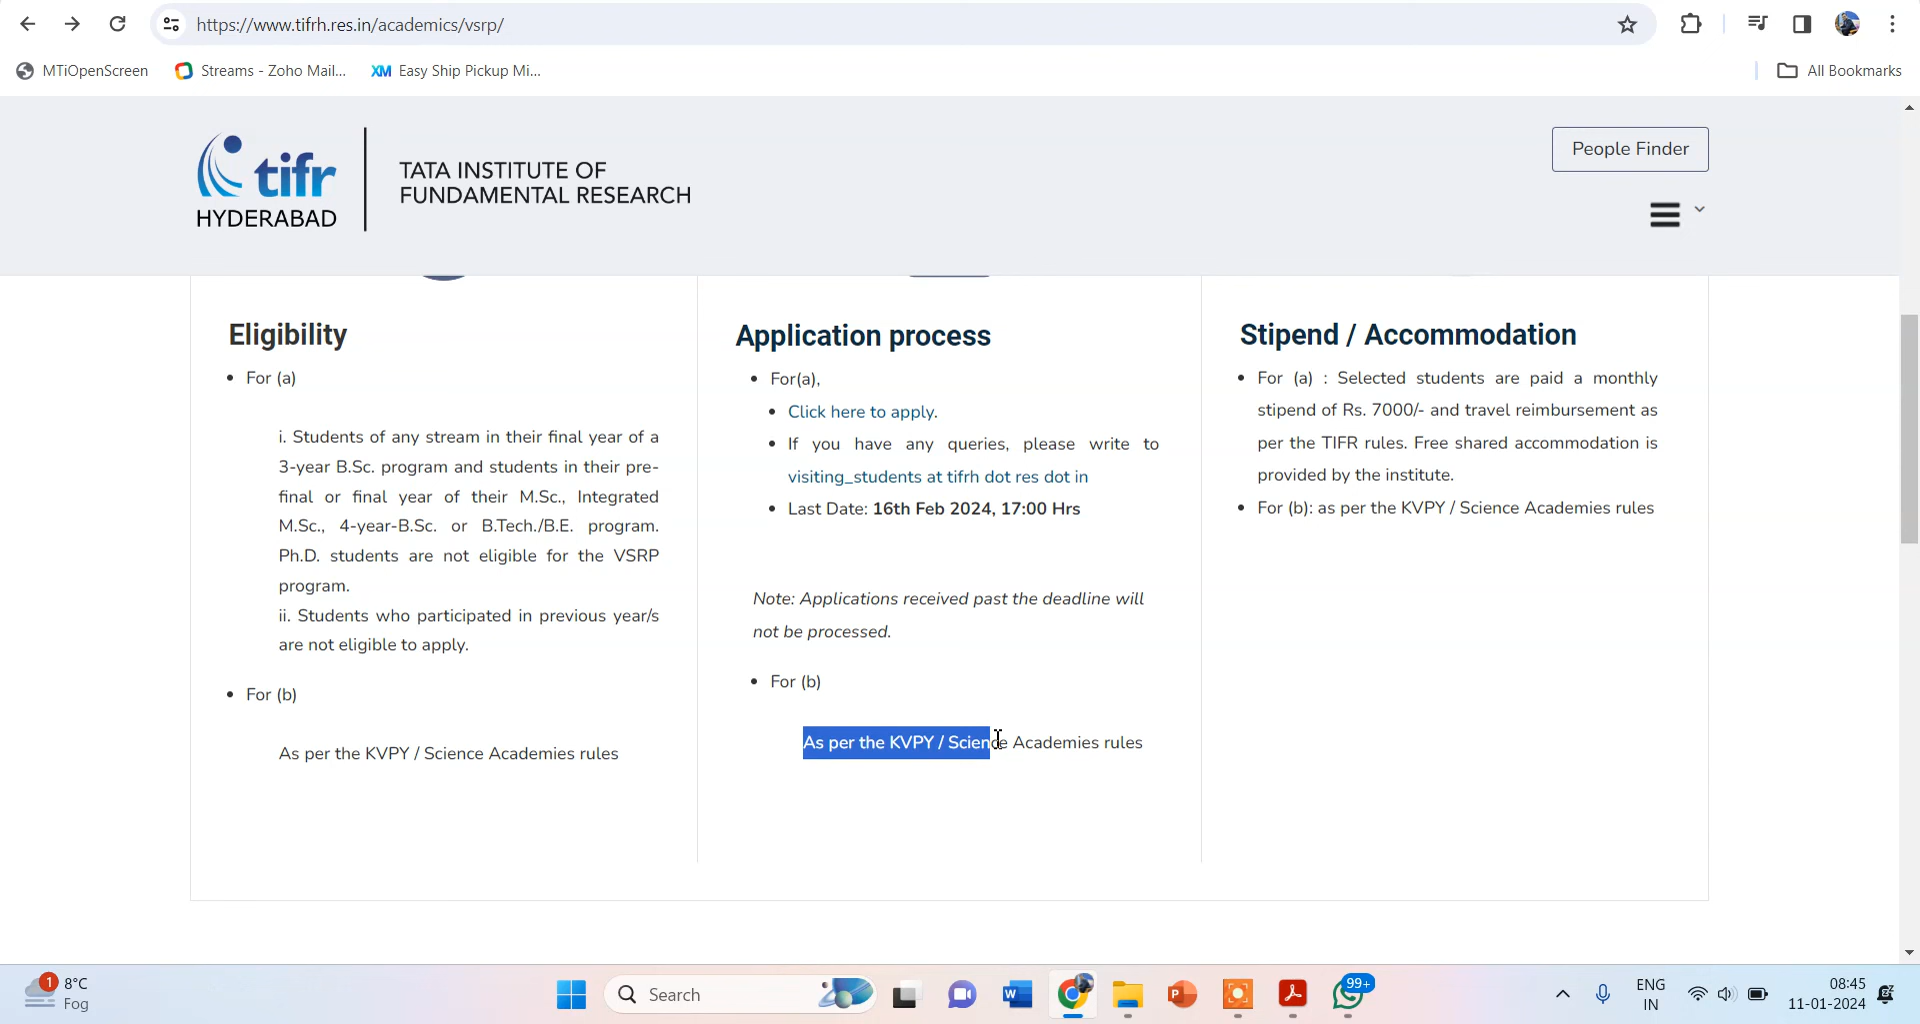 https://www.tifrh.res.in/academics/vsrp/
MTiOpenScreen
Streams - Zoho Mail...
XM Easy Ship Pickup Mi...
All Bookmarks
tifr
HYDERABAD
TATA INSTITUTE OF
FUNDAMENTAL RESEARCH
People Finder
Eligibility
• For (a)
i. Students of any stream in their final year of a
3-year B.Sc. program and students in their pre-
final or final year of their M.Sc., Integrated
M.Sc., 4-year-B.Sc. or B.Tech./B.E. program.
Ph.D. students are not eligible for the VSRP
program.
ii. Students who participated in previous year/s
are not eligible to apply.
• For (b)
As per the KVPY / Science Academies rules
Application process
• For(a),
• Click here to apply.
• If you have any queries, please write to
visiting_students at tifrh dot res dot in
• Last Date: 16th Feb 2024, 17:00 Hrs
Note: Applications received past the deadline will
not be processed.
• For (b)
As per the KVPY / Science Academies rules
Stipend / Accommodation
• For (a) : Selected students are paid a monthly
stipend of Rs. 7000/- and travel reimbursement as
per the TIFR rules. Free shared accommodation is
provided by the institute.
• For (b): as per the KVPY / Science Academies rules
1
8°C
Fog
Search
W
P
99+
ENG
IN
08:45
11-01-2024